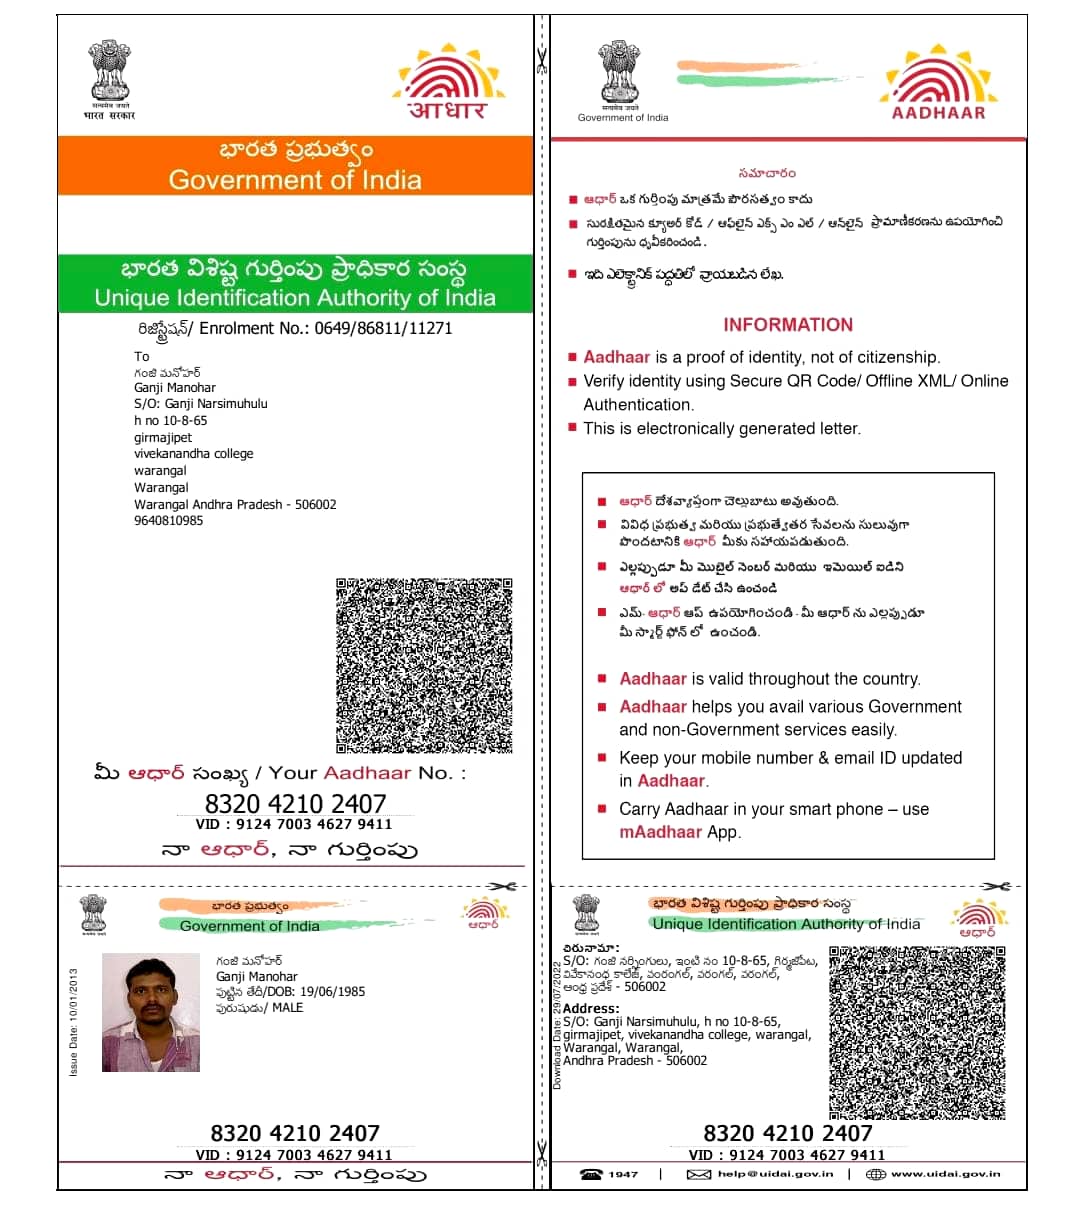 सत्यमेव जयते
भारत सरकार
आधार
భారత ప్రభుత్వం
Government of India
భారత విశిష్ట గుర్తింపు ప్రాధికార సంస్థ
Unique Identification Authority of India
రిజిస్ట్రేషన్/ Enrolment No.: 0649/86811/11271
To
గంజి మనోహర్
Ganji Manohar
S/O: Ganji Narsimuhulu
h no 10-8-65
girmajipet
vivekanandha college
warangal
Warangal
Warangal Andhra Pradesh - 506002
9640810985
మీ ఆధార్ సంఖ్య / Your Aadhaar No. :
8320 4210 2407
VID : 9124 7003 4627 9411
నా ఆధార్, నా గుర్తింపు
सत्यमेव जयते
Government of India
AADHAAR
సమాచారం
ఆధార్ ఒక గుర్తింపు మాత్రమే పౌరసత్వం కాదు
సురక్షితమైన క్యూఆర్ కోడ్ / ఆఫ్‌లైన్ ఎక్స్ ఎం ఎల్ / ఆన్‌లైన్ ప్రామాణీకరణను ఉపయోగించి
గుర్తింపును ధృవీకరించండి.
ఇది ఎలెక్ట్రానిక్ పద్ధతిలో వ్రాయబడిన లేఖ.
INFORMATION
Aadhaar is a proof of identity, not of citizenship.
Verify identity using Secure QR Code/ Offline XML/ Online
Authentication.
This is electronically generated letter.
ఆధార్ దేశవ్యాప్తంగా చెల్లుబాటు అవుతుంది.
వివిధ ప్రభుత్వ మరియు ప్రభుత్వేతర సేవలను సులువుగా
పొందటానికి ఆధార్ మీకు సహాయపడుతుంది.
ఎల్లప్పుడూ మీ మొబైల్ నెంబర్ మరియు ఇమెయిల్ ఐడిని
ఆధార్ లో అప్ డేట్ చేసి ఉంచండి
ఎమ్- ఆధార్ ఆప్ ఉపయోగించండి - మీ ఆధార్ ను ఎల్లప్పుడూ
మీ స్మార్ట్ ఫోన్ లో ఉంచండి.
Aadhaar is valid throughout the country.
Aadhaar helps you avail various Government
and non-Government services easily.
Keep your mobile number & email ID updated
in Aadhaar.
Carry Aadhaar in your smart phone – use
mAadhaar App.
భారత ప్రభుత్వం
Government of India
ఆధార్
Issue Date: 10/01/2013
గంజి మనోహర్
Ganji Manohar
పుట్టిన తేదీ/DOB: 19/06/1985
పురుషుడు/ MALE
8320 4210 2407
VID : 9124 7003 4627 9411
నా ఆధార్, నా గుర్తింపు
భారత విశిష్ట గుర్తింపు ప్రాధికార సంస్థ
Unique Identification Authority of India
ఆధార్
Download Date: 29/07/2022
చిరునామా:
S/O: గంజి నర్సింగులు, ఇంటి నం 10-8-65, గిర్మజీపేట,
వివేకానంధ కాలేజ్, వరంగల్, వరంగల్, వరంగల్,
ఆంధ్ర ప్రదేశ్ - 506002
Address:
S/O: Ganji Narsimuhulu, h no 10-8-65,
girmajipet, vivekanandha college, warangal,
Warangal, Warangal,
Andhra Pradesh - 506002
8320 4210 2407
VID : 9124 7003 4627 9411
1947 | help@uidai.gov.in | www.uidai.gov.in